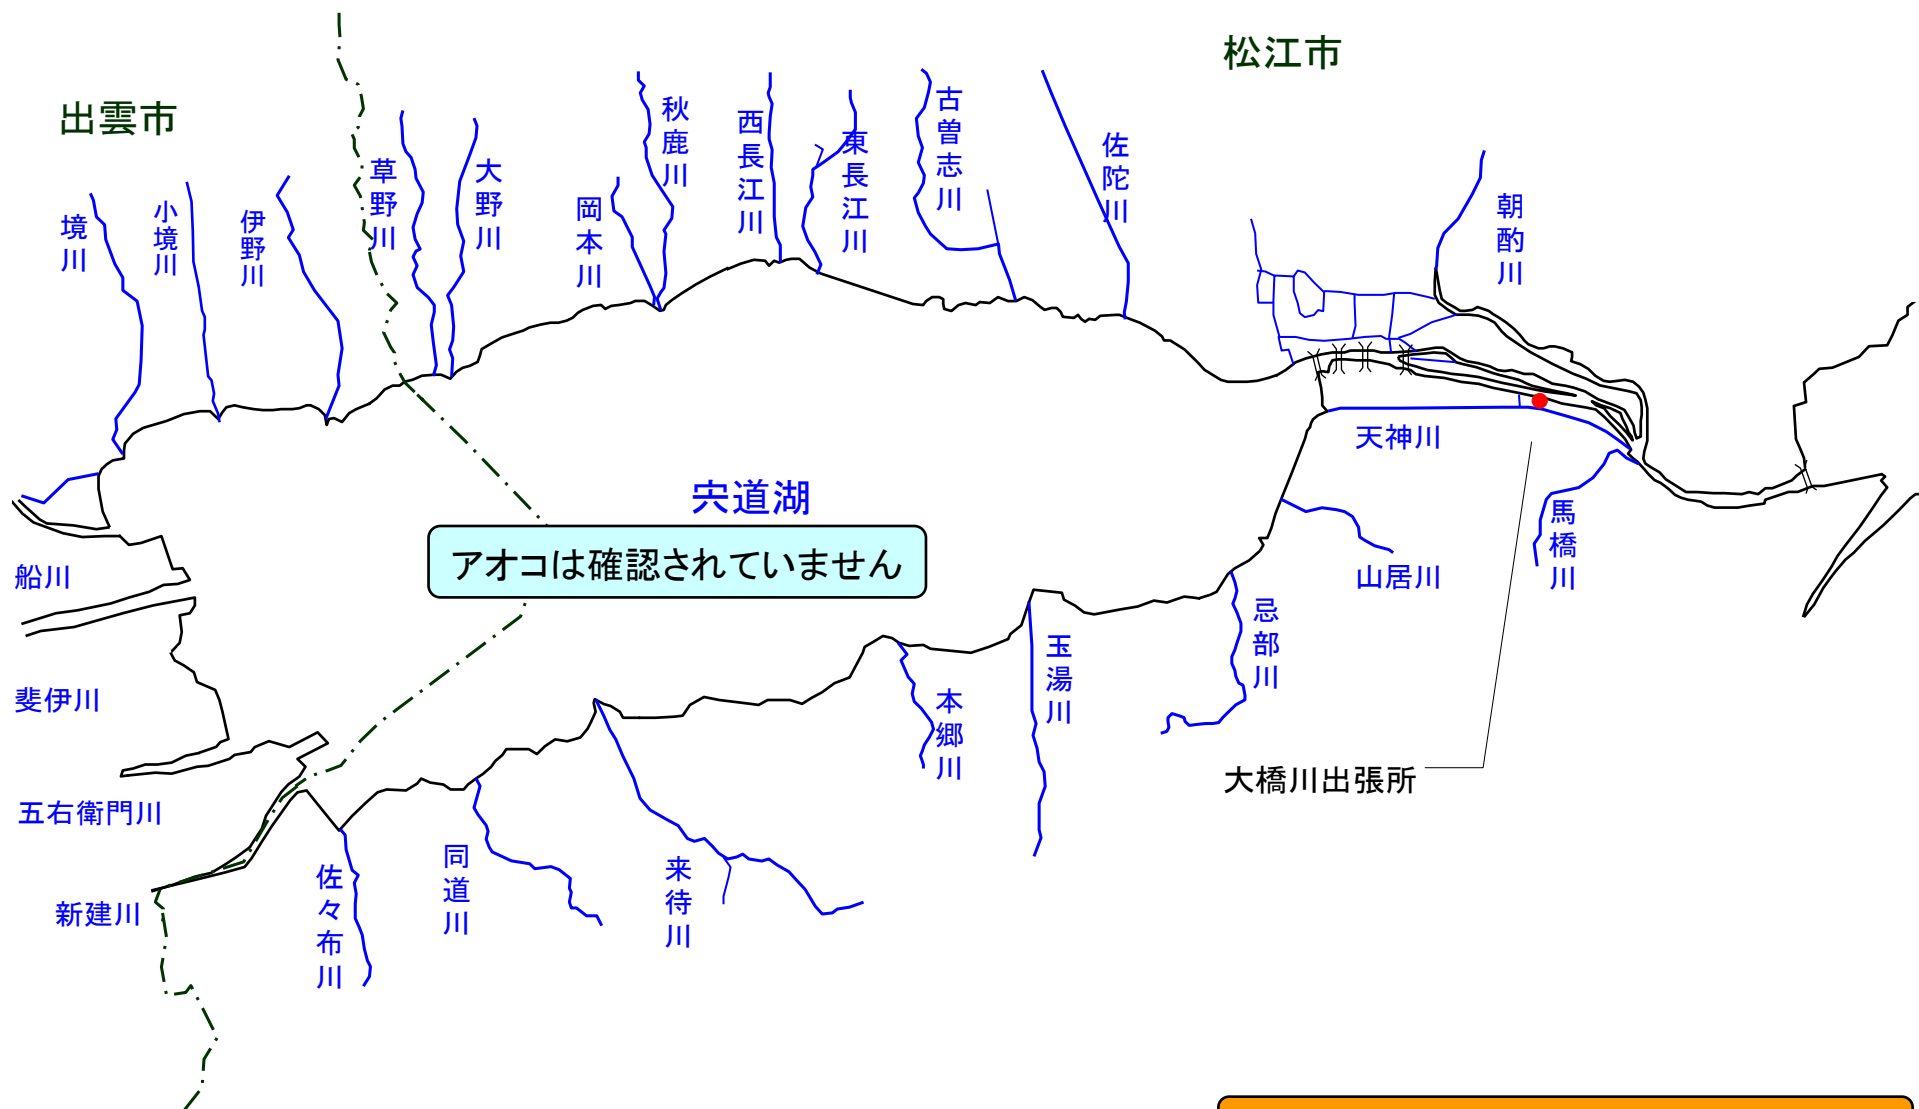 松江市
出雲市
秋鹿川
西長江川
東長江川
古曽志川
佐陀川
草野川
大野川
岡本川
朝酌川
境川
小境川
伊野川
天神川
宍道湖
アオコは確認されていません
馬橋川
船川
山居川
忌部川
玉湯川
斐伊川
本郷川
大橋川出張所
五右衛門川
同道川
来待川
佐々布川
新建川